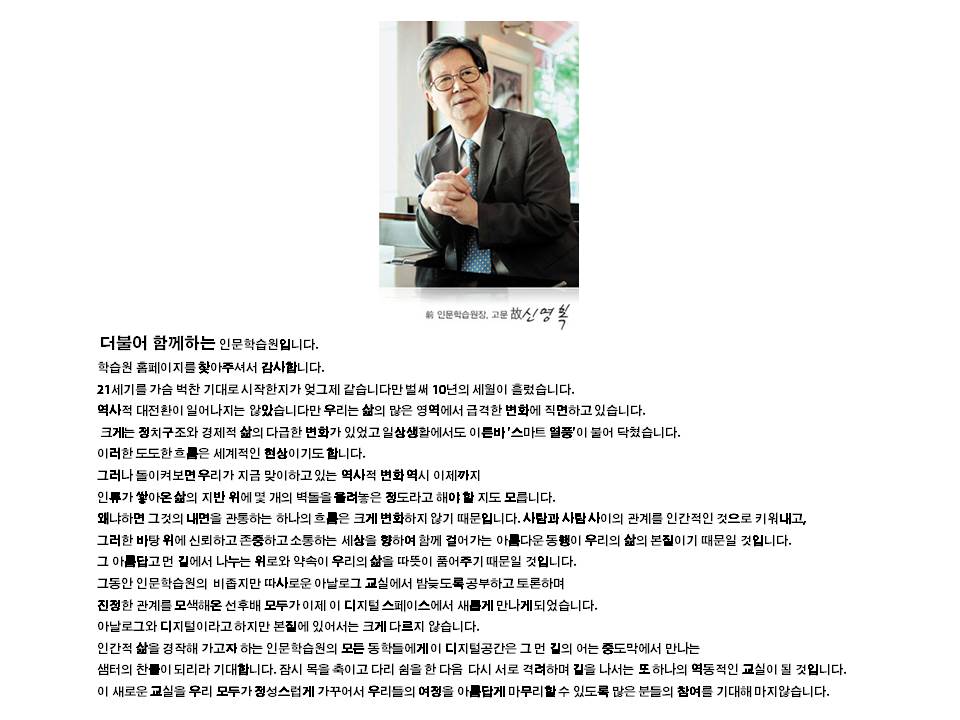 前 인문학습원장, 고문 故 신영복
더불어 함께하는 인문학습원입니다.
학습원 홈페이지를 찾아주셔서 감사합니다.
21세기를 가슴 벅찬 기대로 시작한지가 엊그제 같습니다만 벌써 10년의 세월이 흘렀습니다.
역사적 대전환이 일어나지는 않았습니다만 우리는 삶의 많은 영역에서 급격한 변화에 직면하고 있습니다.
크게는 정치구조와 경제적 삶의 다급한 변화가 있었고 일상생활에서도 이른바 '스마트 열풍'이 불어 닥쳤습니다.
이러한 도도한 흐름은 세계적인 현상이기도 합니다.
그러나 돌이켜보면 우리가 지금 맞이하고 있는 역사적 변화 역시 이제까지
인류가 쌓아온 삶의 지반 위에 몇 개의 벽돌을 올려놓은 정도라고 해야 할 지도 모릅니다.
왜냐하면 그것의 내면을 관통하는 하나의 흐름은 크게 변화하지 않기 때문입니다. 사람과 사람 사이의 관계를 인간적인 것으로 키워내고,
그러한 바탕 위에 신뢰하고 존중하고 소통하는 세상을 향하여 함께 걸어가는 아름다운 동행이 우리의 삶의 본질이기 때문일 것입니다.
그 아름답고 먼 길에서 나누는 위로와 약속이 우리의 삶을 따뜻이 품어주기 때문일 것입니다.
그동안 인문학습원의 비좁지만 따사로운 아날로그 교실에서 밤늦도록 공부하고 토론하며
진정한 관계를 모색해온 선후배 모두가 이제 이 디지털 스페이스에서 새롭게 만나게 되었습니다.
아날로그와 디지털이라고 하지만 본질에 있어서는 크게 다르지 않습니다.
인간적 삶을 경작해 가고자 하는 인문학습원의 모든 동학들에게 이 디지털공간은 그 먼 길의 어는 중도막에서 만나는
샘터의 찬틀이 되리라 기대합니다. 잠시 목을 축이고 다리 쉼을 한 다음 다시 서로 격려하며 길을 나서는 또 하나의 역동적인 교실이 될 것입니다.
이 새로운 교실을 우리 모두가 정성스럽게 가꾸어서 우리들의 여정을 아름답게 마무리할 수 있도록 많은 분들의 참여를 기대해 마지않습니다.